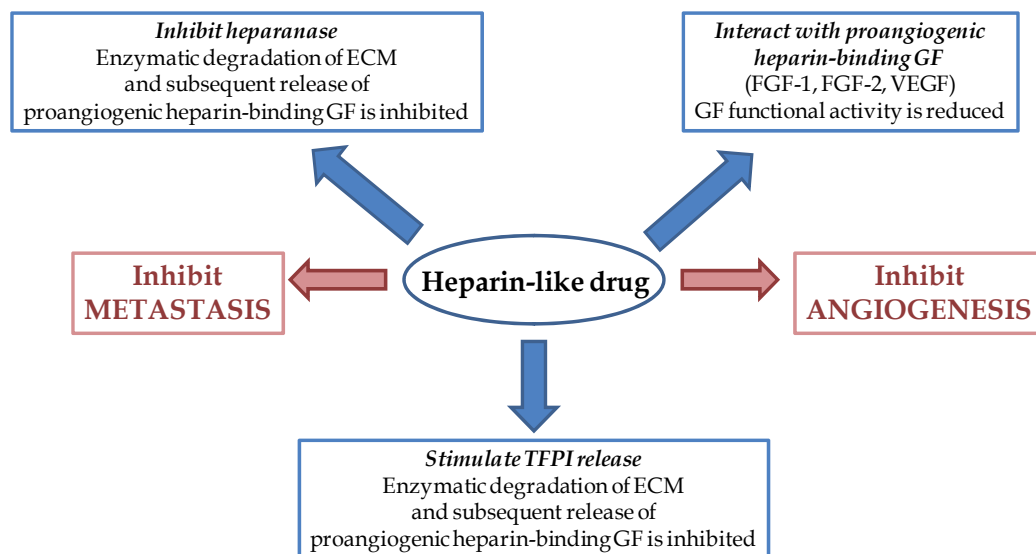 Inhibit heparanase
Enzymatic degradation of ECM
and subsequent release of
proangiogenic heparin-binding GF is inhibited
Interact with proangiogenic
heparin-binding GF
(FGF-1, FGF-2, VEGF)
GF functional activity is reduced
Inhibit
METASTASIS
Heparin-like drug
Inhibit
ANGIOGENESIS
Stimulate TFPI release
Enzymatic degradation of ECM
and subsequent release of
proangiogenic heparin-binding GF is inhibited